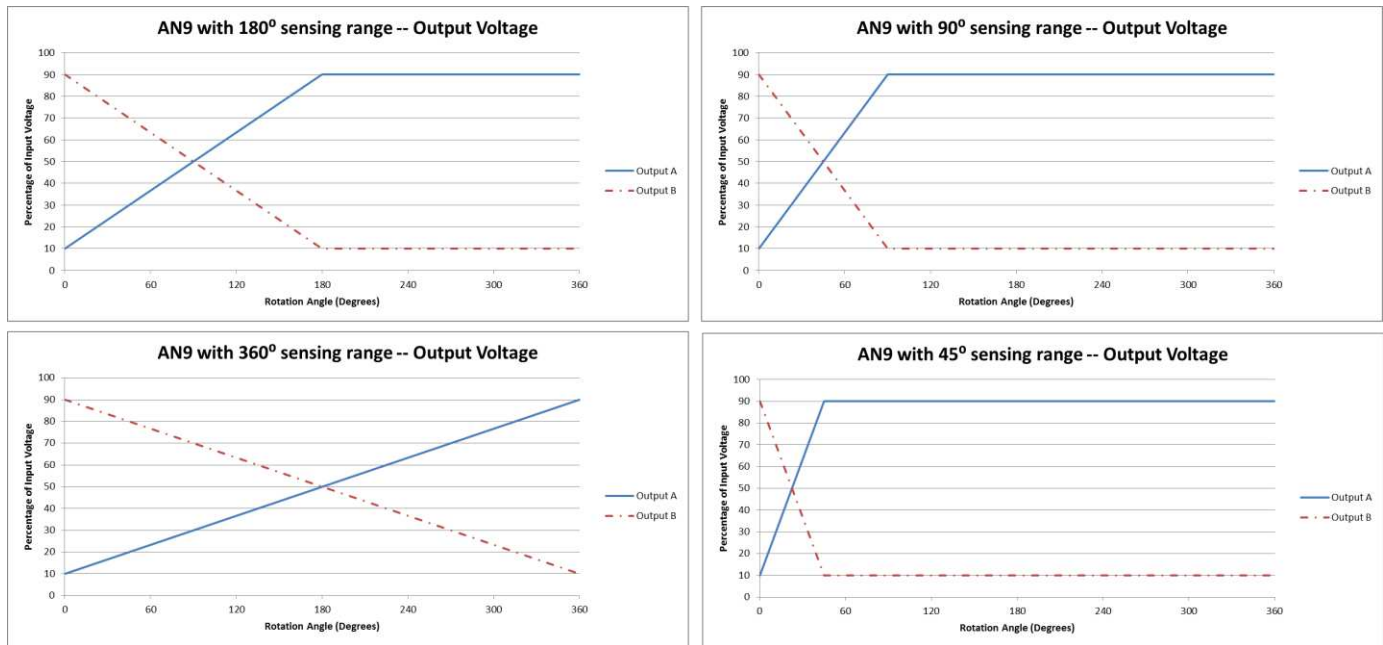 AN9 with 180⁰ sensing range -- Output Voltage
Percentage of Input Voltage
100
90
80
70
60
50
40
30
20
10
0
0 60 120 180 240 300 360
Rotation Angle (Degrees)
Output A
Output B
AN9 with 90⁰ sensing range -- Output Voltage
Percentage of Input Voltage
100
90
80
70
60
50
40
30
20
10
0
0 60 120 180 240 300 360
Rotation Angle (Degrees)
Output A
Output B
AN9 with 360⁰ sensing range -- Output Voltage
Percentage of Input Voltage
100
90
80
70
60
50
40
30
20
10
0
0 60 120 180 240 300 360
Rotation Angle (Degrees)
Output A
Output B
AN9 with 45⁰ sensing range -- Output Voltage
Percentage of Input Voltage
100
90
80
70
60
50
40
30
20
10
0
0 60 120 180 240 300 360
Rotation Angle (Degrees)
Output A
Output B